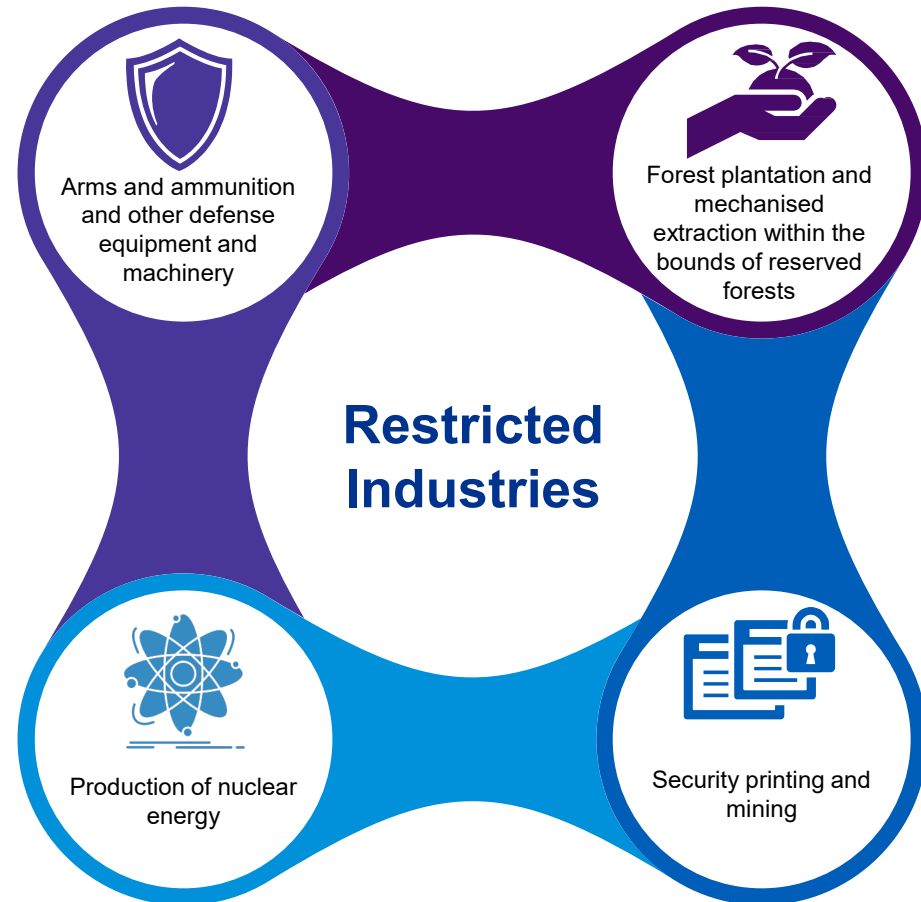 Arms and ammunition
and other defense
equipment and
machinery
Forest plantation and
mechanised
extraction within the
bounds of reserved
forests
Restricted
Industries
Production of nuclear
energy
Security printing and
mining